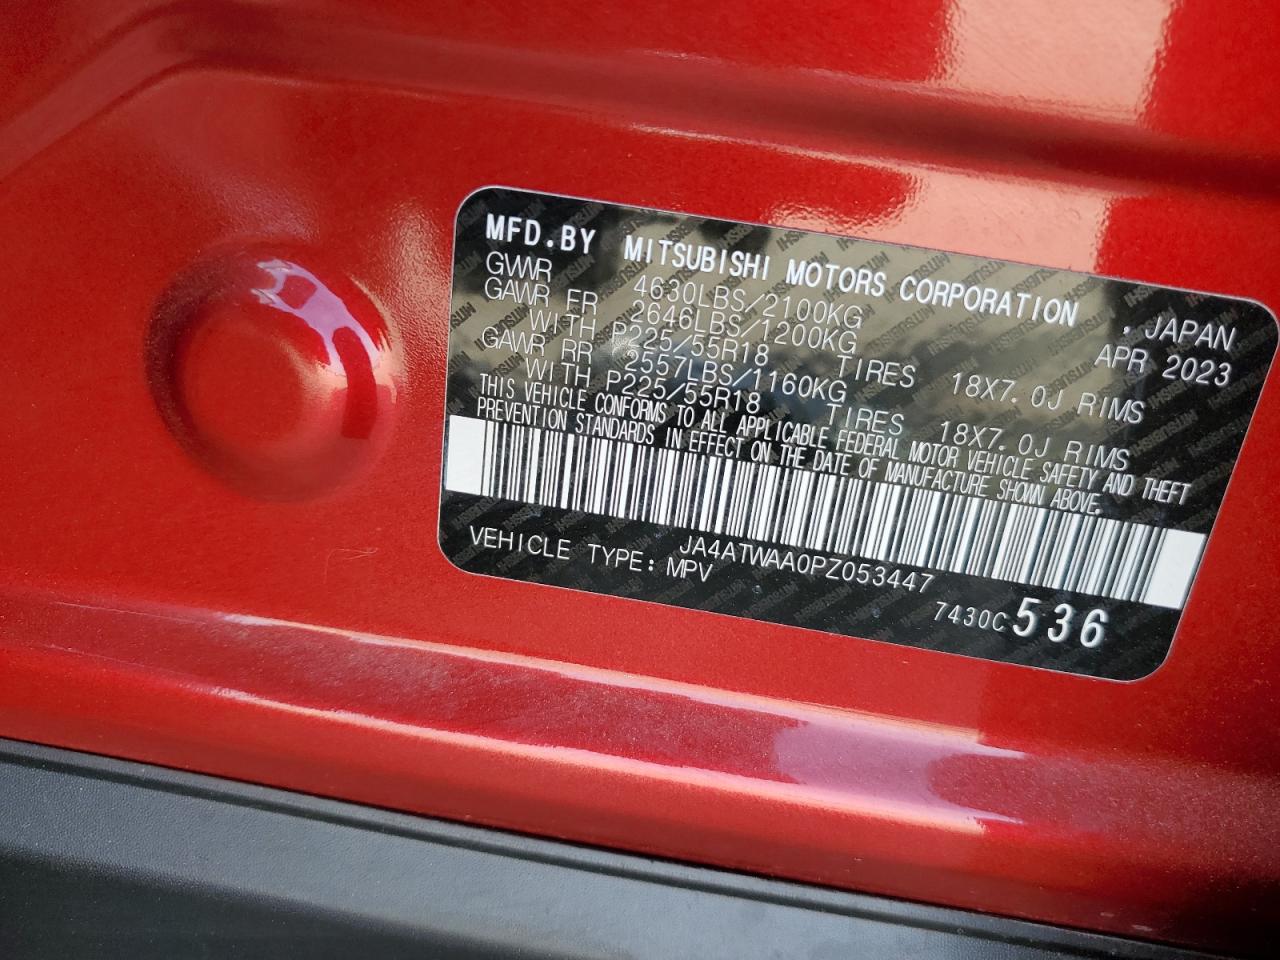 MFD.BY MITSUBISHI MOTORS CORPORATION , JAPAN
GVWR 4630LBS/2100KG APR 2023
GAWR FR 2646LBS/1200KG
WITH P225/55R18 TIRES 18X7.0J RIMS
GAWR RR 2557LBS/1160KG
WITH P225/55R18 TIRES 18X7.0J RIMS
THIS VEHICLE CONFORMS TO ALL APPLICABLE FEDERAL MOTOR VEHICLE SAFETY AND THEFT
PREVENTION STANDARDS IN EFFECT ON THE DATE OF MANUFACTURE SHOWN ABOVE.
JA4ATWAA0PZ053447
VEHICLE TYPE: MPV
7430C 536